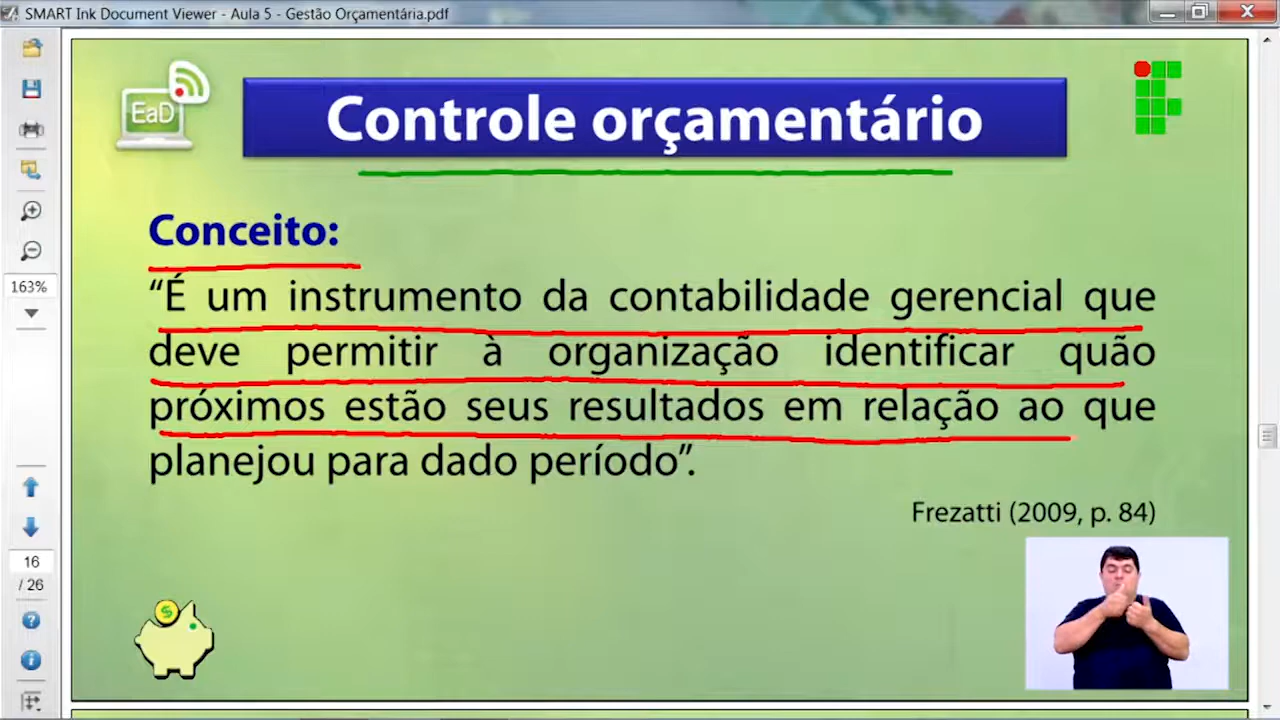 SMART Ink Document Viewer - Aula 5 - Gestão Orçamentária.pdf
EaD
Controle orçamentário
Conceito:
“É um instrumento da contabilidade gerencial que
deve permitir à organização identificar quão
próximos estão seus resultados em relação ao que
planejou para dado período”.
Frezatti (2009, p. 84)
163%
16
/ 26
$